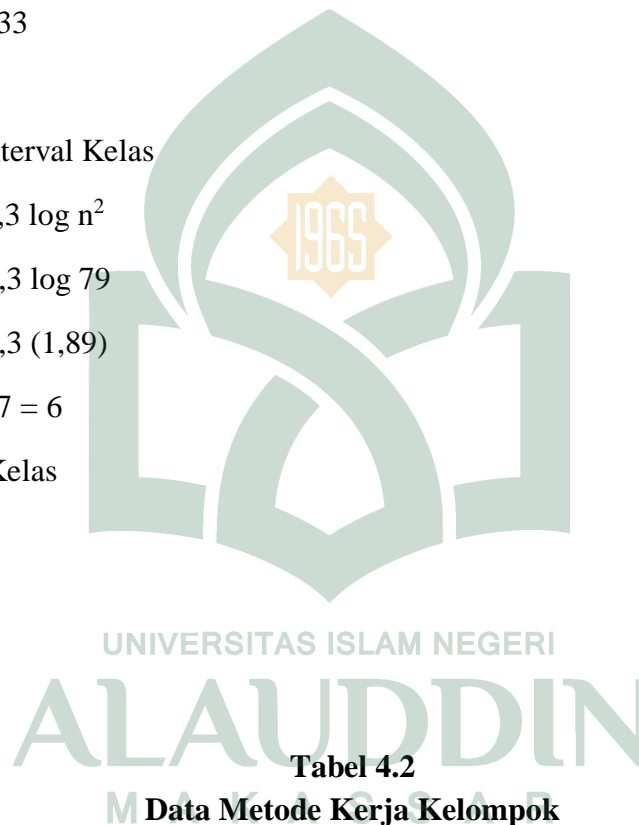 33
terval Kelas
,3 log n²
1965
,3 log 79
,3 (1,89)
7 = 6
Kelas
UNIVERSITAS ISLAM NEGERI
ALAUDDIN
Tabel 4.2
MAKASSAR
Data Metode Kerja Kelompok